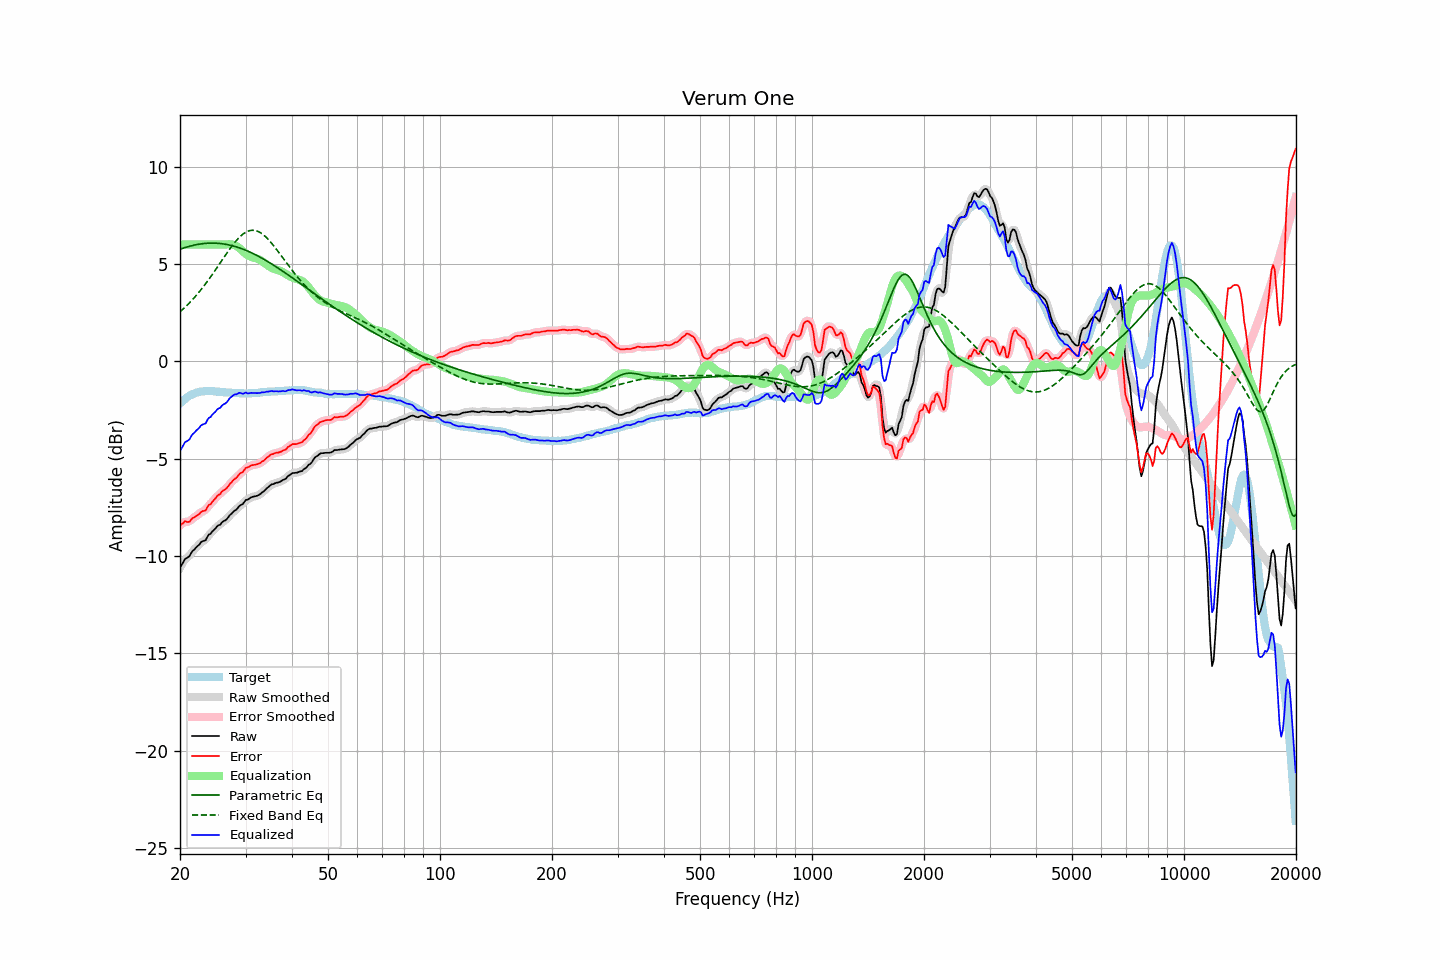 Verum One
Amplitude (dBr)
10
5
0
−5
−10
−15
−20
−25
Target
Raw Smoothed
Error Smoothed
Raw
Error
Equalization
Parametric Eq
Fixed Band Eq
Equalized
20 50 100 200 500 1000 2000 5000 10000 20000
Frequency (Hz)